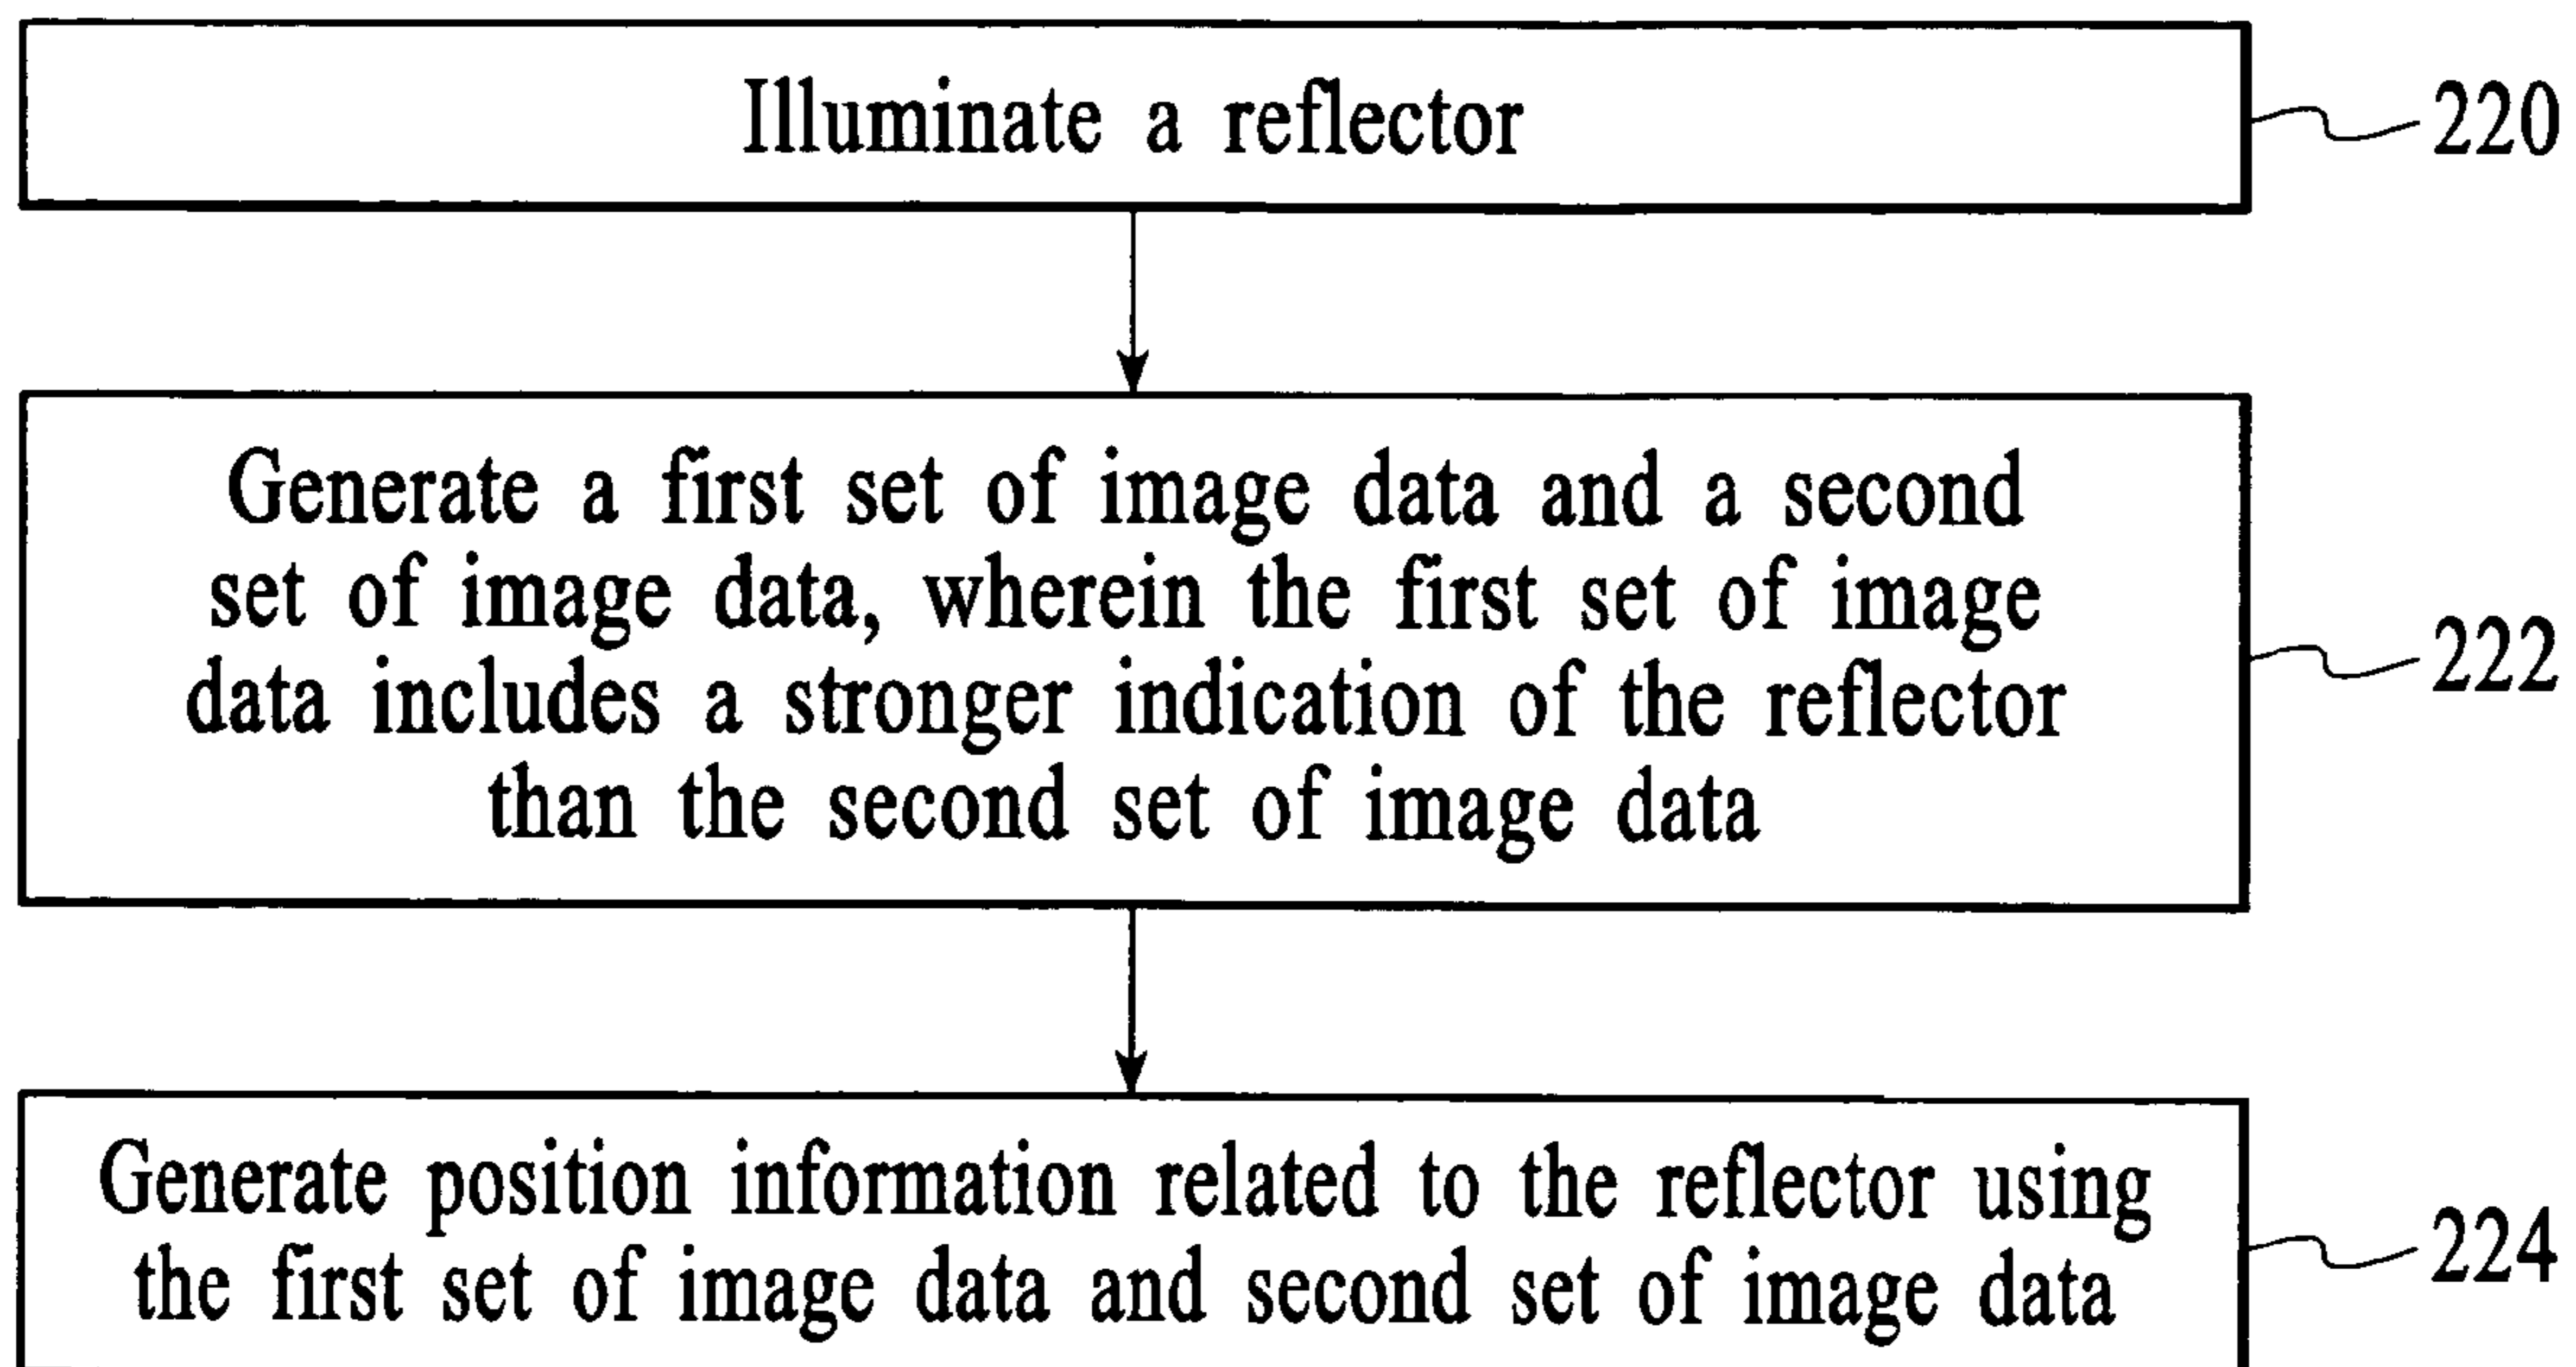 Illuminate a reflector
220
Generate a first set of image data and a second
set of image data, wherein the first set of image
data includes a stronger indication of the reflector
than the second set of image data
222
Generate position information related to the reflector using
the first set of image data and second set of image data
224